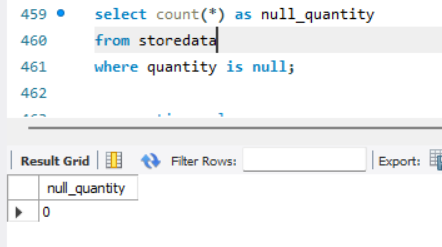 459 select count(*) as null_quantity
460 from storedata
461 where quantity is null;
462
Result Grid Filter Rows: Export:
null_quantity
0